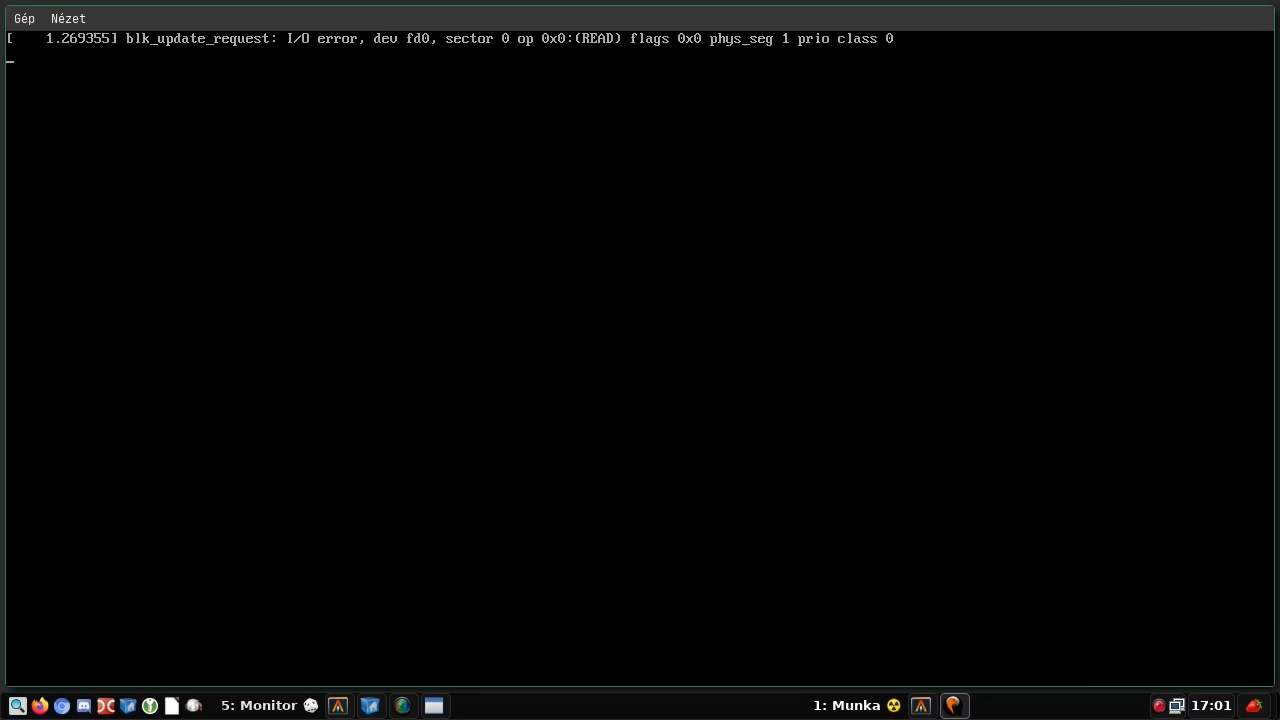 Gép Nézet
[    1.269355] blk_update_request: I/O error, dev fd0, sector 0 op 0x0:(READ) flags 0x0 phys_seg 1 prio class 0
5: Monitor 1: Munka 17:01